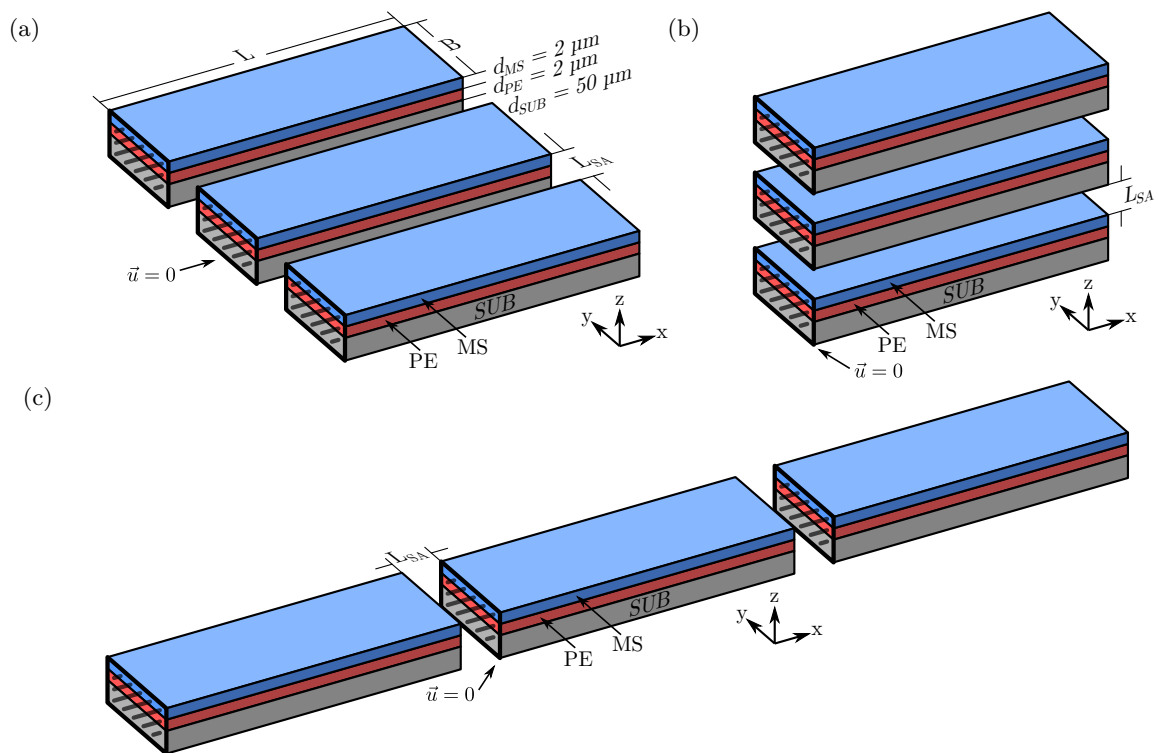 (a)
L
B
d_MS = 2 µm
d_PE = 2 µm
d_SUB = 50 µm
L_SA
u⃗ = 0
SUB
PE
MS
z
y
x
(b)
L_SA
SUB
PE
MS
u⃗ = 0
z
y
x
(c)
L_SA
SUB
PE
MS
u⃗ = 0
z
y
x